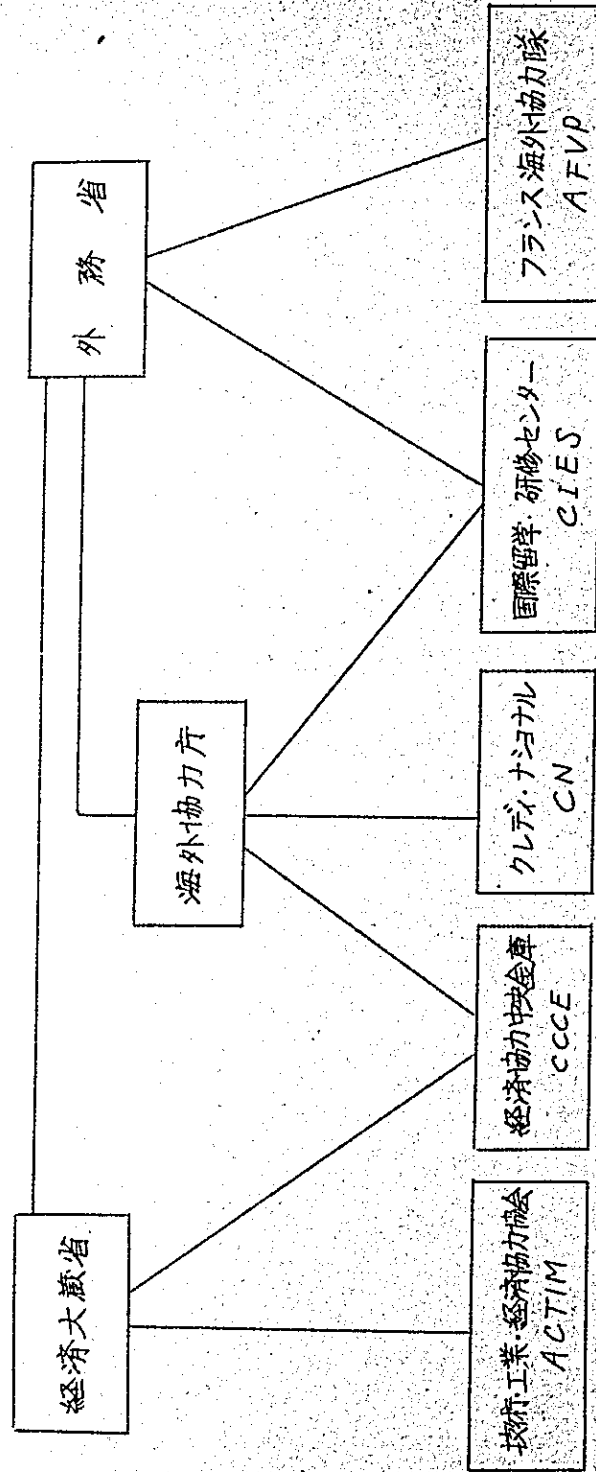 経済大蔵省
外務省
海外協力庁
技術・工業・経済協力協会
ACTIM
経済協力中央金庫
CCCE
クレディ・ナショナル
CN
国際留学・研修センター
CIES
フランス海外協力隊
AFVP